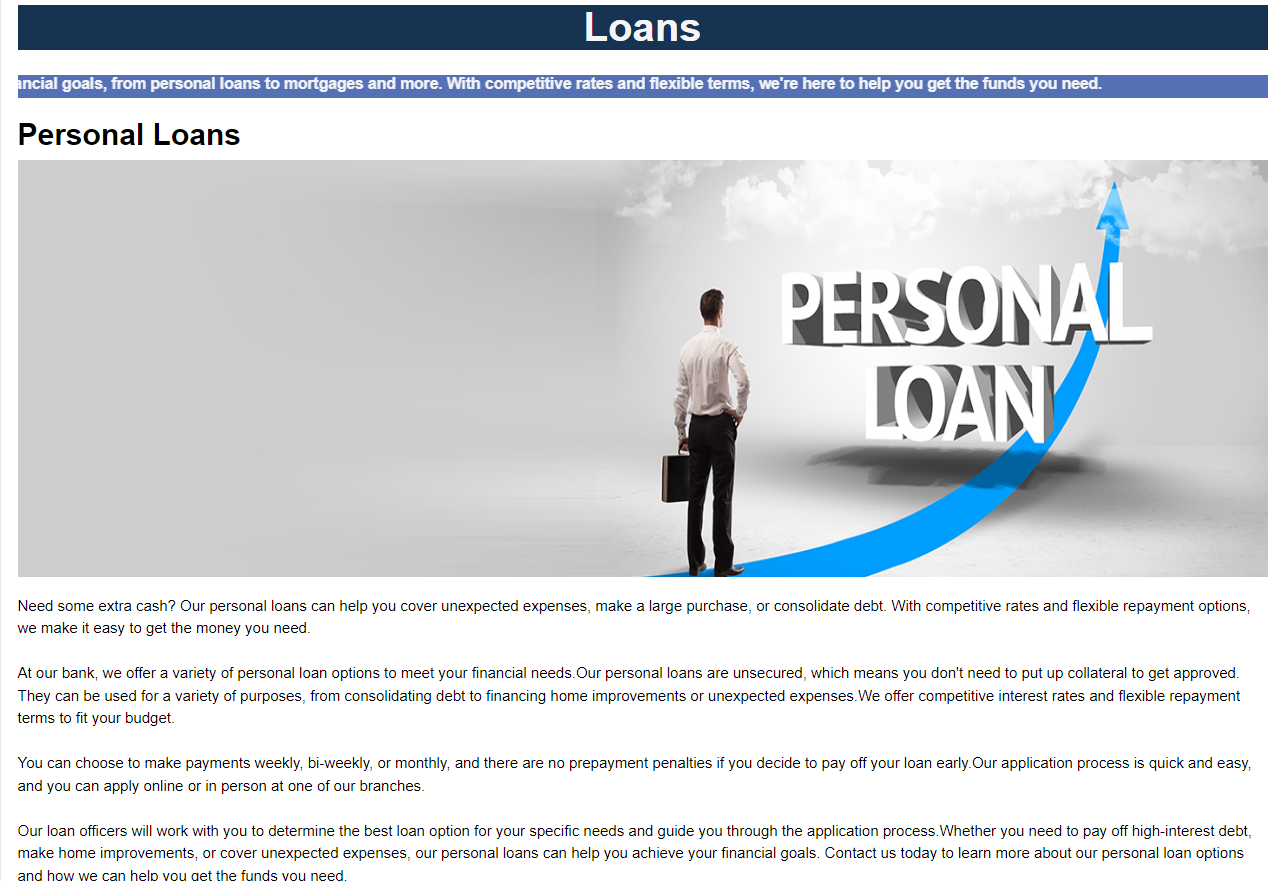 Loans
ancial goals, from personal loans to mortgages and more. With competitive rates and flexible terms, we're here to help you get the funds you need.
Personal Loans
PERSONAL
LOAN
Need some extra cash? Our personal loans can help you cover unexpected expenses, make a large purchase, or consolidate debt. With competitive rates and flexible repayment options,
we make it easy to get the money you need.
At our bank, we offer a variety of personal loan options to meet your financial needs.Our personal loans are unsecured, which means you don't need to put up collateral to get approved.
They can be used for a variety of purposes, from consolidating debt to financing home improvements or unexpected expenses.We offer competitive interest rates and flexible repayment
terms to fit your budget.
You can choose to make payments weekly, bi-weekly, or monthly, and there are no prepayment penalties if you decide to pay off your loan early.Our application process is quick and easy,
and you can apply online or in person at one of our branches.
Our loan officers will work with you to determine the best loan option for your specific needs and guide you through the application process.Whether you need to pay off high-interest debt,
make home improvements, or cover unexpected expenses, our personal loans can help you achieve your financial goals. Contact us today to learn more about our personal loan options
and how we can help you get the funds you need.